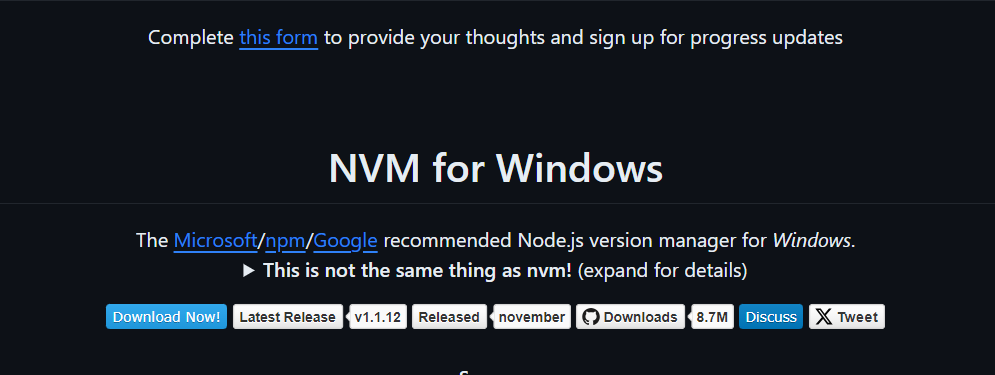 Complete this form to provide your thoughts and sign up for progress updates
NVM for Windows
The Microsoft/npm/Google recommended Node.js version manager for Windows.
▶ This is not the same thing as nvm! (expand for details)
Download Now! Latest Release v1.1.12 Released november Downloads 8.7M Discuss X Tweet